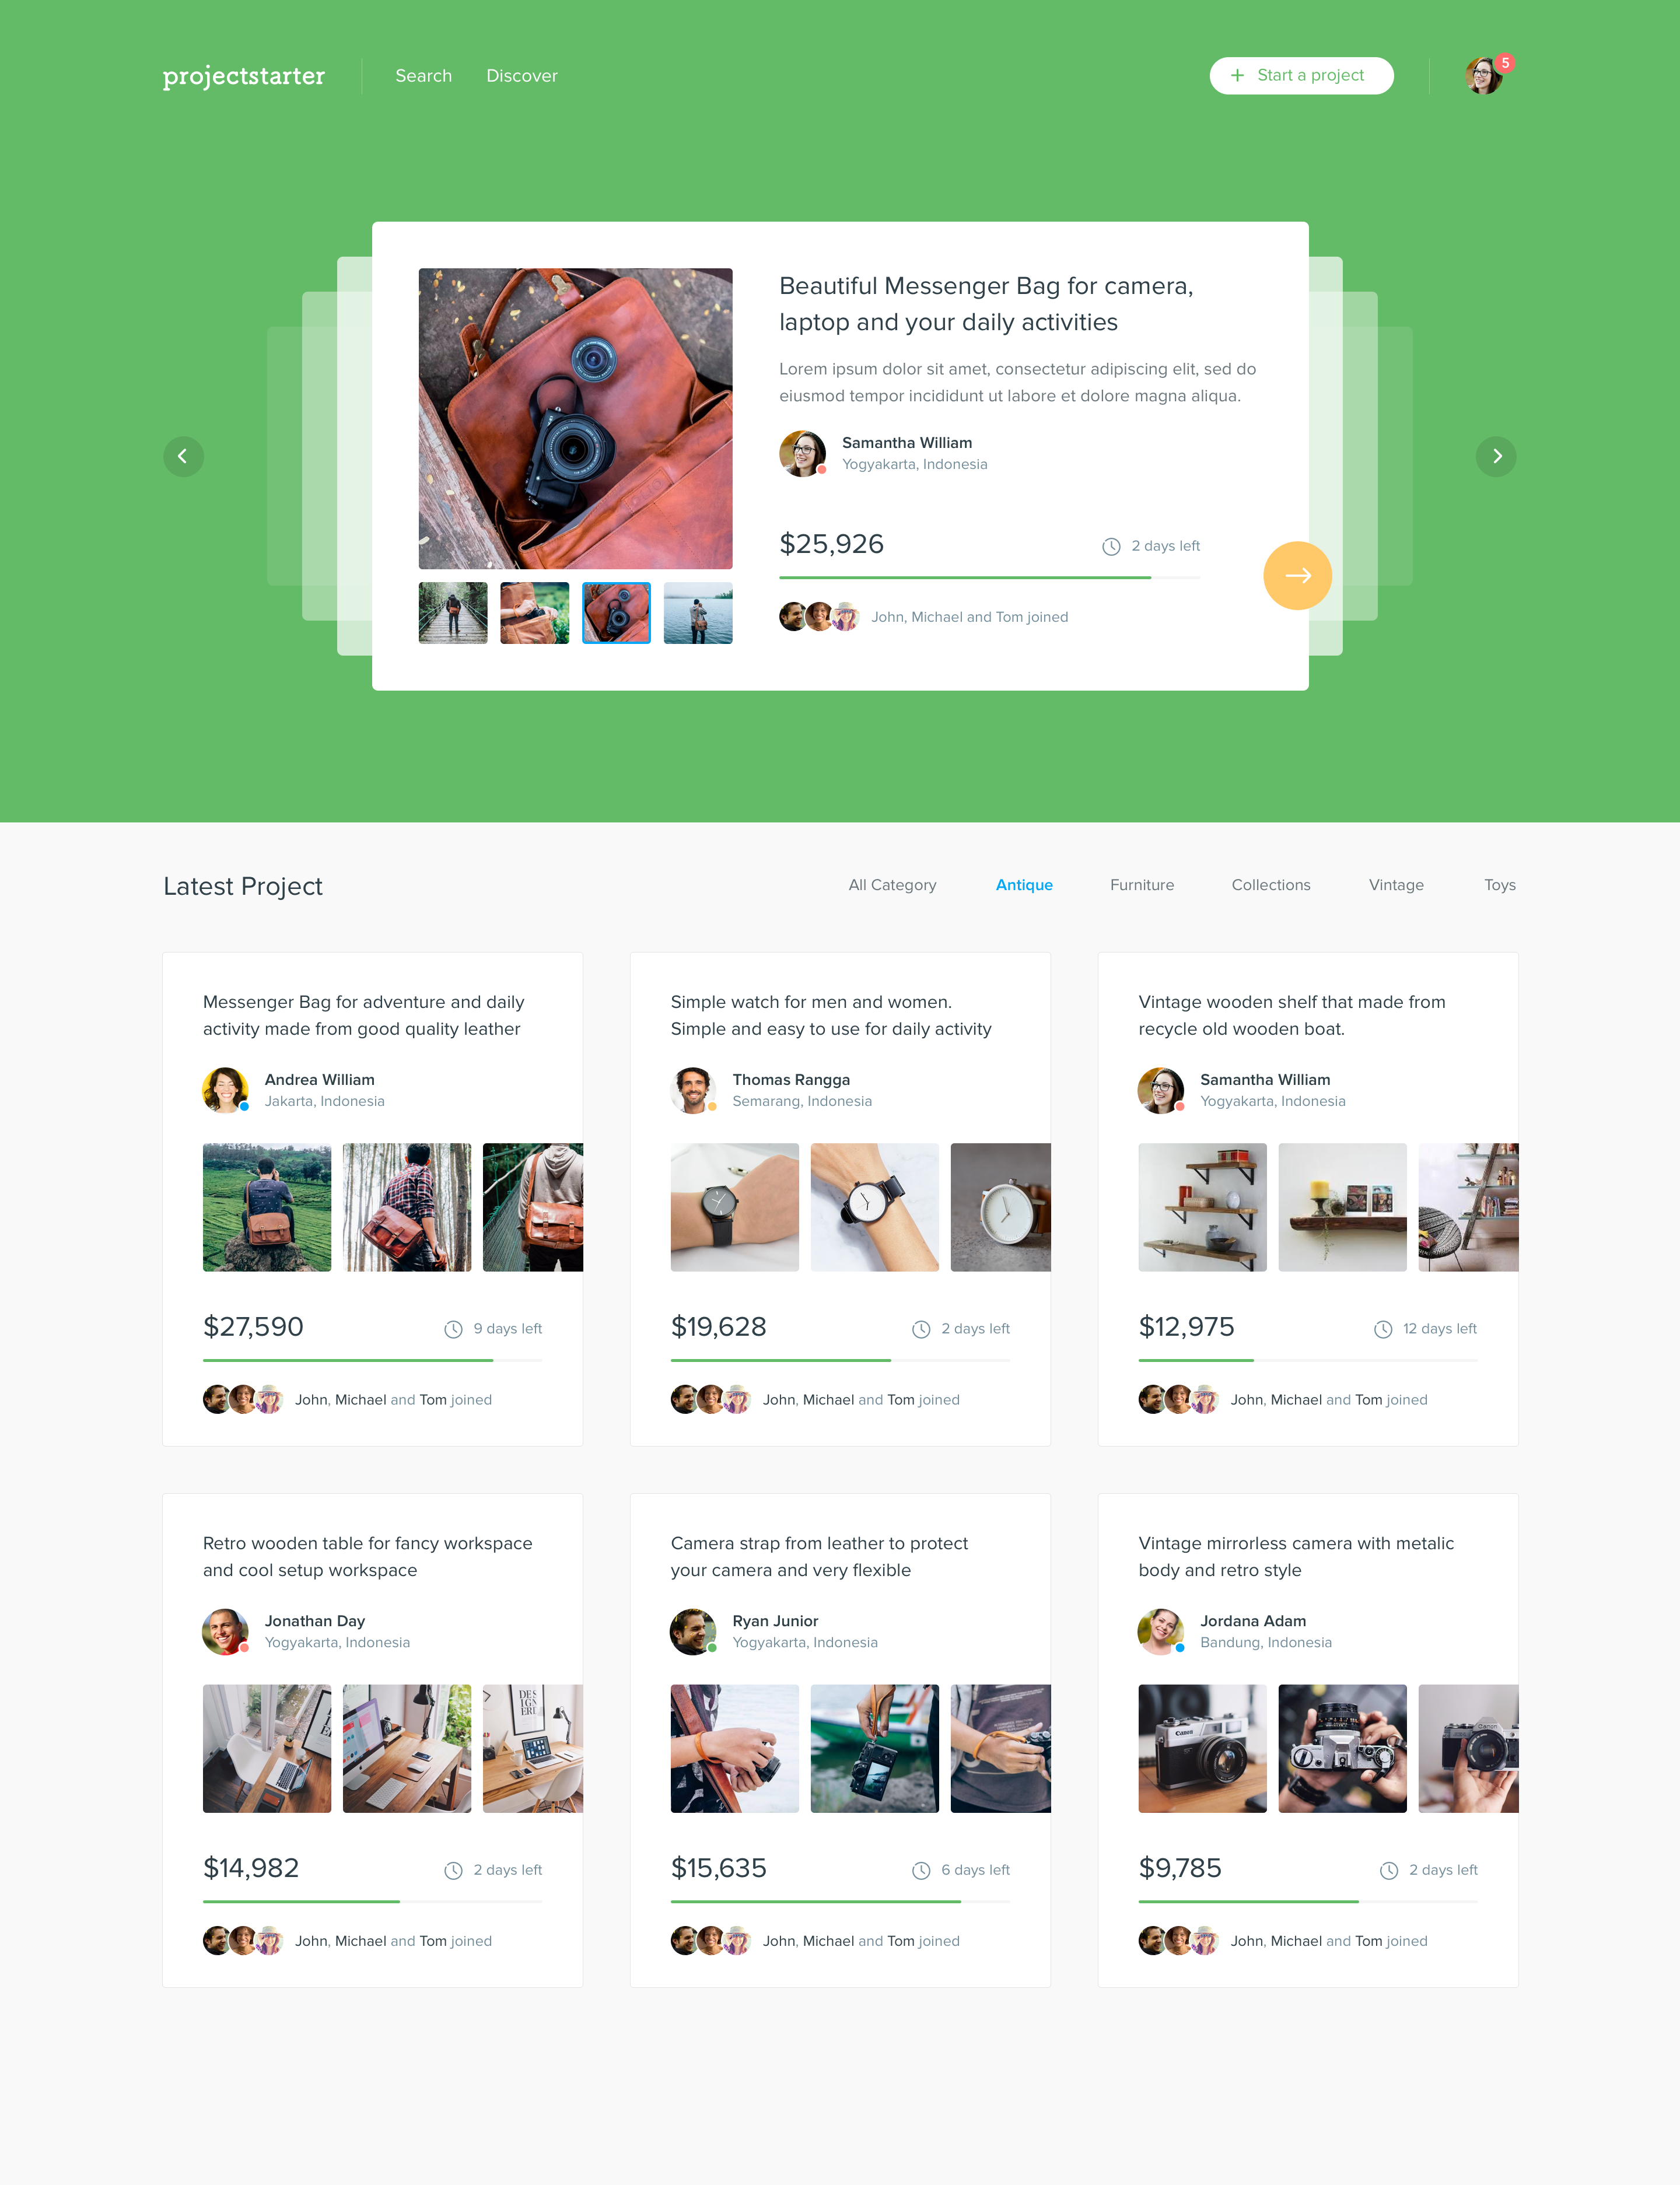 projectstarter
Search
Discover
+ Start a project
5
Beautiful Messenger Bag for camera,
laptop and your daily activities
Lorem ipsum dolor sit amet, consectetur adipiscing elit, sed do
eiusmod tempor incididunt ut labore et dolore magna aliqua.
Samantha William
Yogyakarta, Indonesia
$25,926
2 days left
John, Michael and Tom joined
Latest Project
All Category
Antique
Furniture
Collections
Vintage
Toys
Messenger Bag for adventure and daily
activity made from good quality leather
Andrea William
Jakarta, Indonesia
$27,590
9 days left
John, Michael and Tom joined
Simple watch for men and women.
Simple and easy to use for daily activity
Thomas Rangga
Semarang, Indonesia
$19,628
2 days left
John, Michael and Tom joined
Vintage wooden shelf that made from
recycle old wooden boat.
Samantha William
Yogyakarta, Indonesia
$12,975
12 days left
John, Michael and Tom joined
Retro wooden table for fancy workspace
and cool setup workspace
Jonathan Day
Yogyakarta, Indonesia
DES
IGN
ER
$14,982
2 days left
John, Michael and Tom joined
Camera strap from leather to protect
your camera and very flexible
Ryan Junior
Yogyakarta, Indonesia
$15,635
6 days left
John, Michael and Tom joined
Vintage mirrorless camera with metalic
body and retro style
Jordana Adam
Bandung, Indonesia
Canon
Canon
$9,785
2 days left
John, Michael and Tom joined